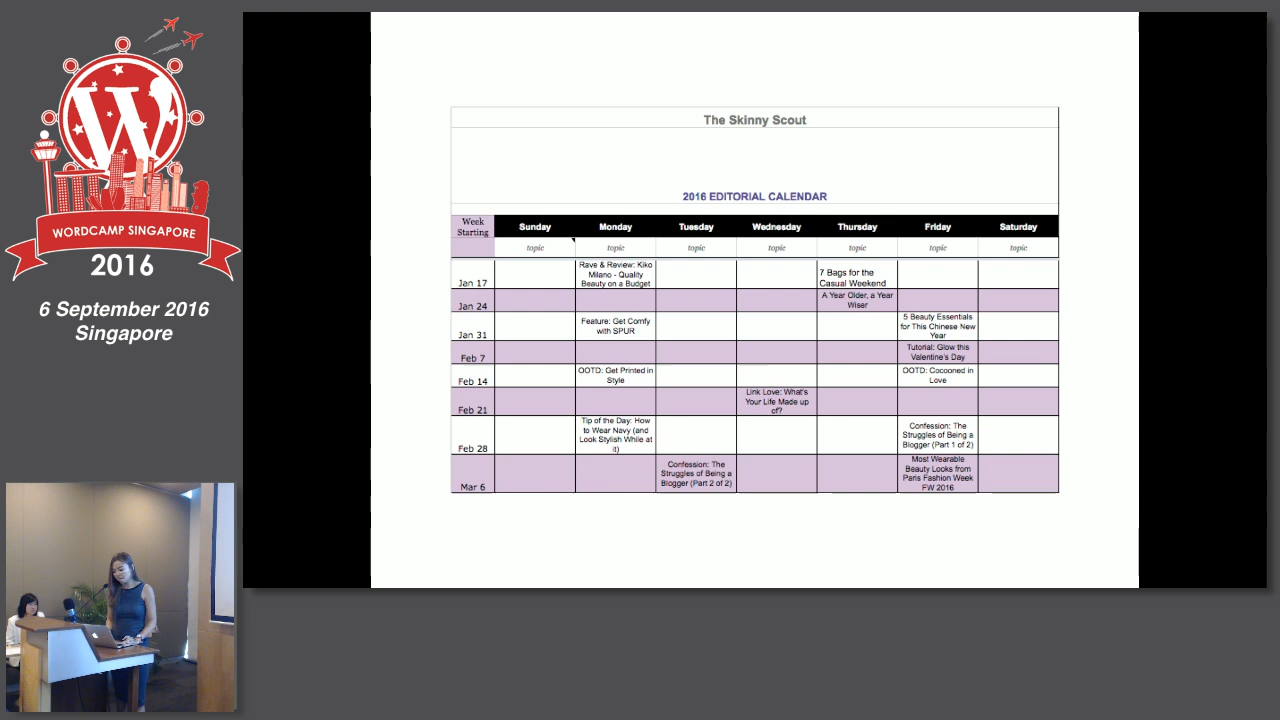 W
WORDCAMP SINGAPORE
2016
6 September 2016
Singapore
The Skinny Scout
2016 EDITORIAL CALENDAR
Week
Starting
Sunday
Monday
Tuesday
Wednesday
Thursday
Friday
Saturday
topic
topic
topic
topic
topic
topic
topic
Jan 17
Rave & Review: Kiko
Milano - Quality
Beauty on a Budget
7 Bags for the
Casual Weekend
Jan 24
A Year Older, a Year
Wiser
Jan 31
Feature: Get Comfy
with SPUR
5 Beauty Essentials
for This Chinese New
Year
Feb 7
Tutorial: Glow this
Valentine's Day
Feb 14
OOTD: Get Printed in
Style
OOTD: Cocooned in
Love
Feb 21
Link Love: What's
Your Life Made up
of?
Feb 28
Tip of the Day: How
to Wear Navy (and
Look Stylish While at
it)
Confession: The
Struggles of Being a
Blogger (Part 1 of 2)
Mar 6
Confession: The
Struggles of Being a
Blogger (Part 2 of 2)
Most Wearable
Beauty Looks from
Paris Fashion Week
FW 2016